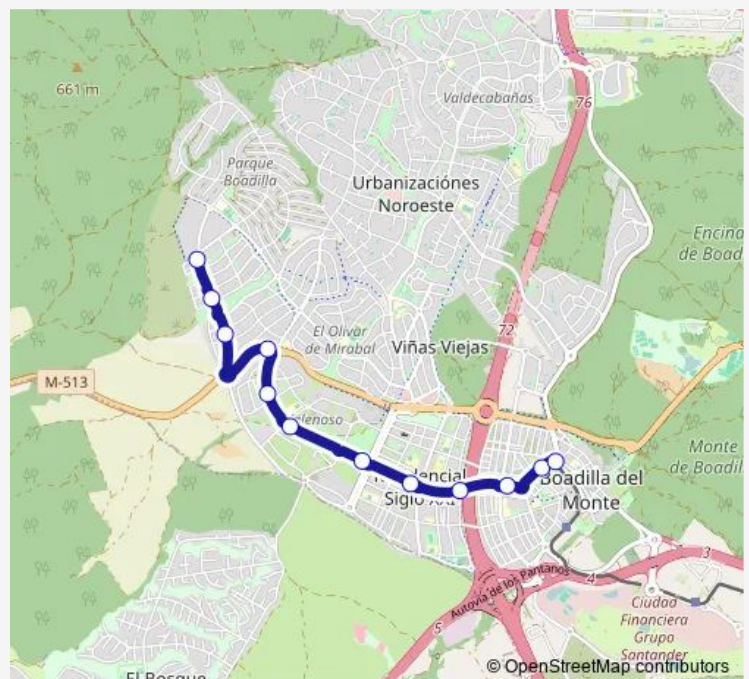 661 m
Valdecabañas
76
Parque
Boadilla
Urbanizaciónes
Noroeste
Encina
de Boad
El Olivar
de Mirabal
Viñas Viejas
72
M-513
Monte
de Boadil
Boadilla del
Monte
Siglo XXI
Autovía de los Pantanos
3
4
5
Ciudad
Financiera
Grupo
Santander
El Bosque
© OpenStreetMap contributors